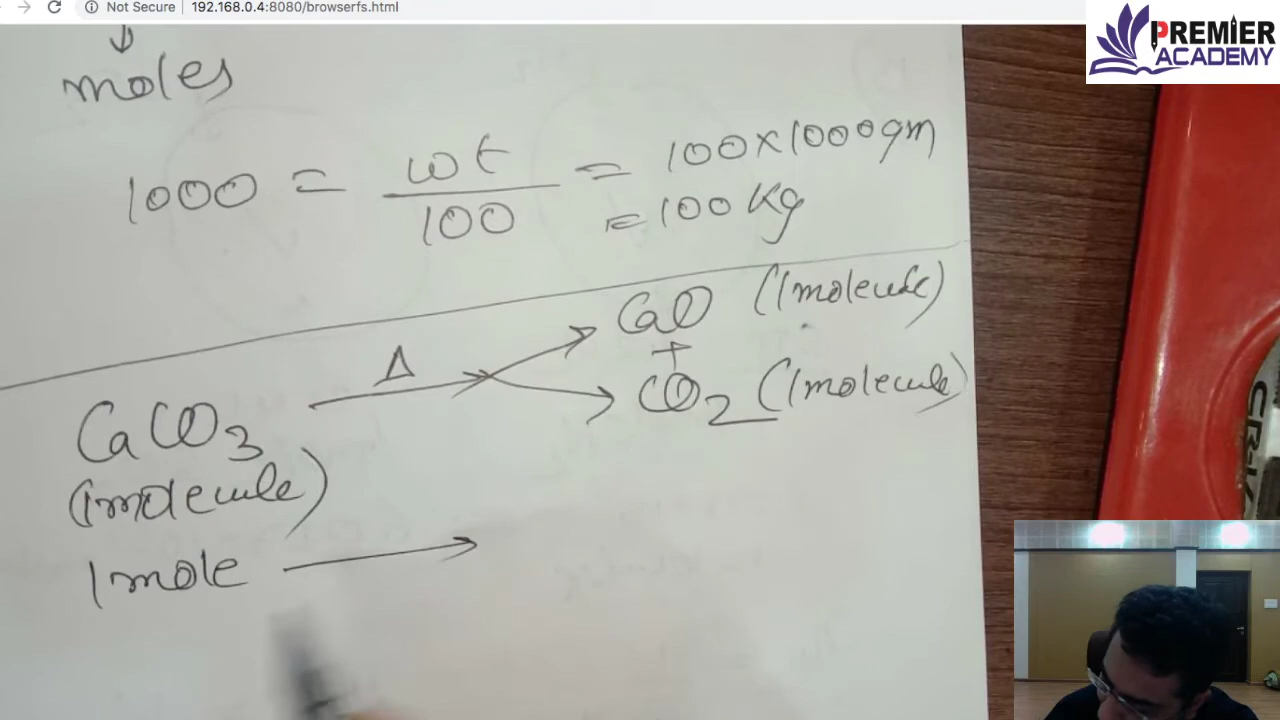 Not Secure | 192.168.0.4:8080/browserfs.html
PREMIER
ACADEMY
moles
1000 = wt/100 = 100×1000gm
= 100 Kg
CaCO₃ —Δ→ CaO (1molecule)
+
CO₂ (1molecule)
(1molecule)
1mole →
CR-V